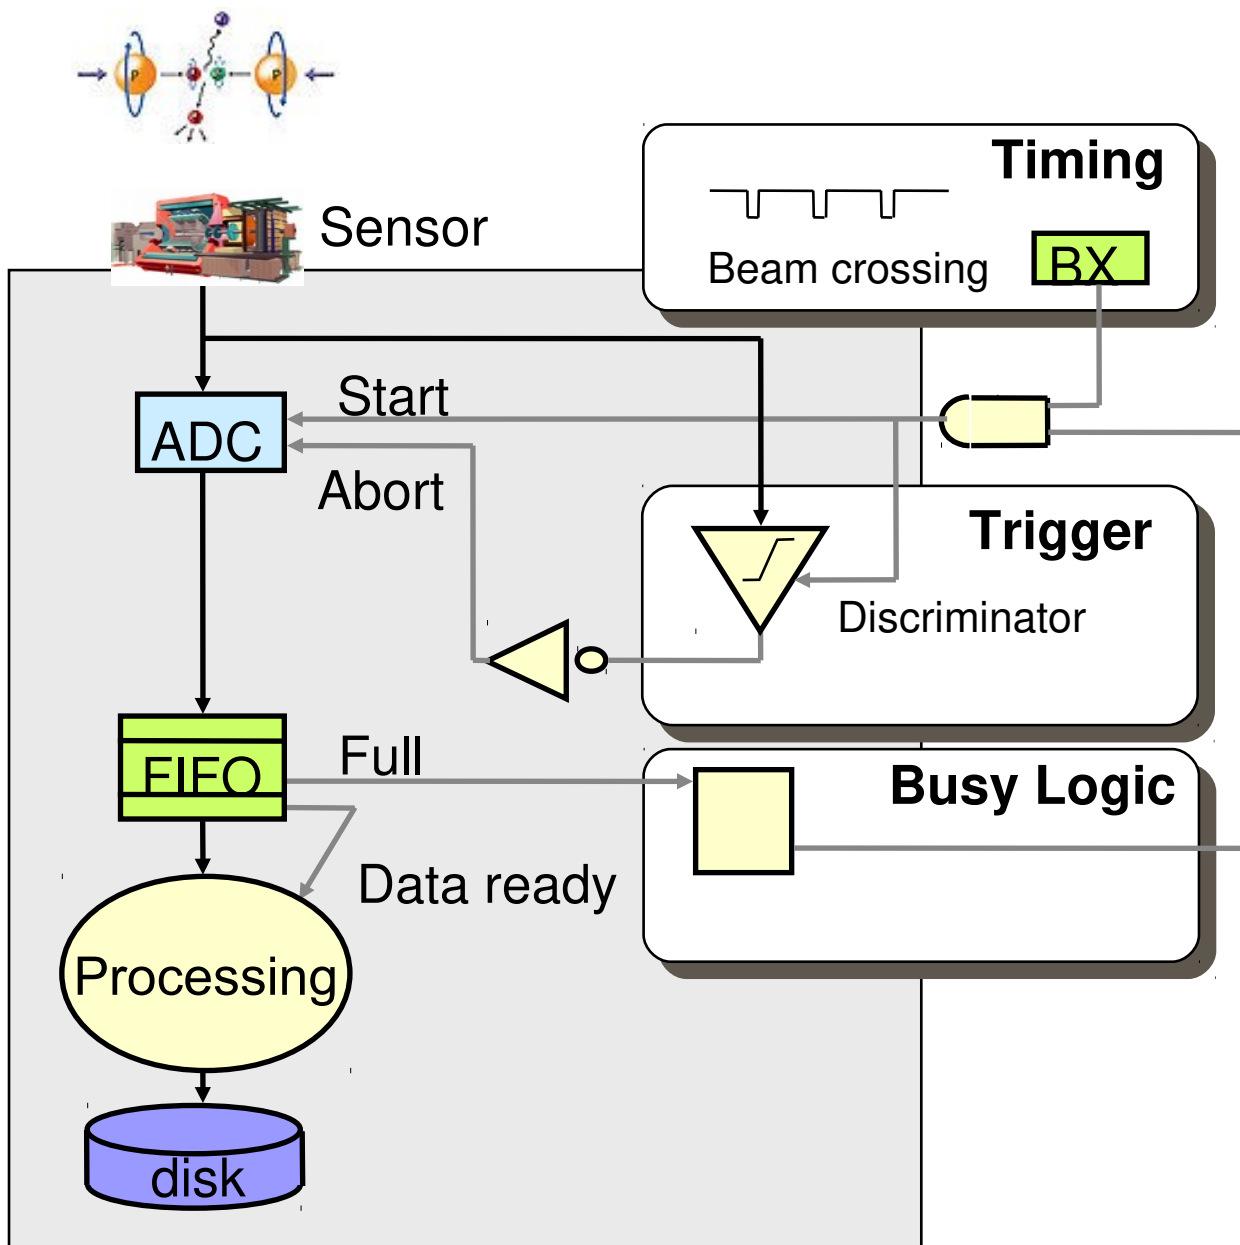 P
P
Timing
Sensor
Beam crossing
BX
Start
ADC
Abort
Trigger
Discriminator
Full
FIFO
Busy Logic
Data ready
Processing
disk